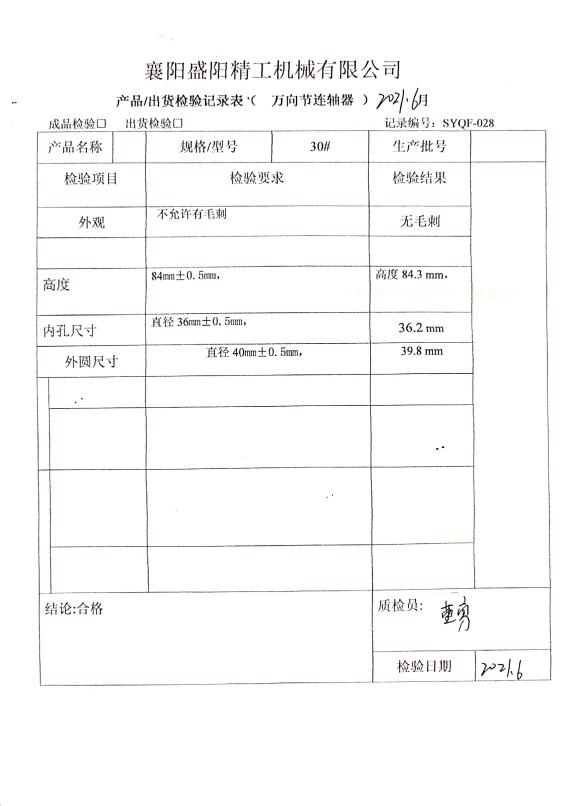 襄阳盛阳精工机械有限公司
产品/出货检验记录表（ 万向节连轴器 ）2021.6月
成品检验□ 出货检验□ 记录编号：SYQF-028
产品名称 规格/型号 30# 生产批号
检验项目 检验要求 检验结果
外观 不允许有毛刺 无毛刺
高度 84mm±0.5mm， 高度 84.3 mm，
内孔尺寸 直径 36mm±0.5mm， 36.2 mm
外圆尺寸 直径 40mm±0.5mm， 39.8 mm
结论:合格 质检员:
检验日期 2021.6